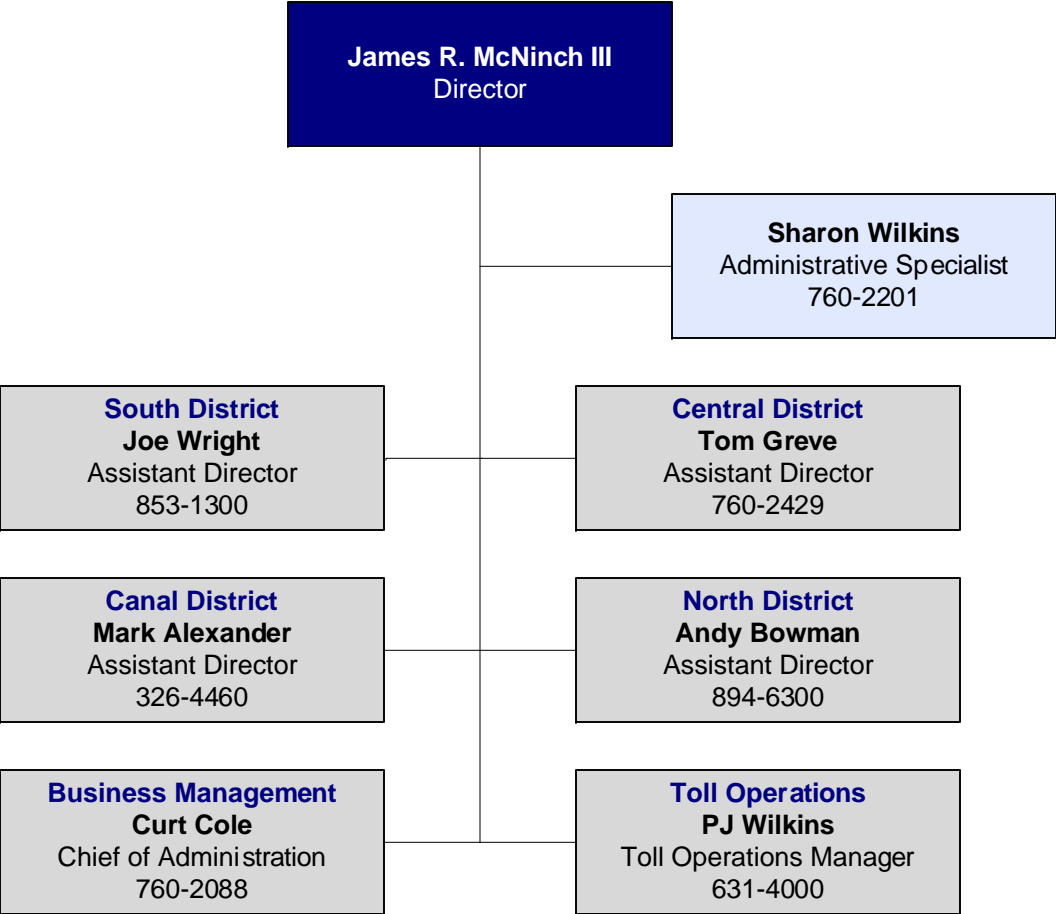 James R. McNinch III
Director
Sharon Wilkins
Administrative Specialist
760-2201
South District
Joe Wright
Assistant Director
853-1300
Central District
Tom Greve
Assistant Director
760-2429
Canal District
Mark Alexander
Assistant Director
326-4460
North District
Andy Bowman
Assistant Director
894-6300
Business Management
Curt Cole
Chief of Administration
760-2088
Toll Operations
PJ Wilkins
Toll Operations Manager
631-4000